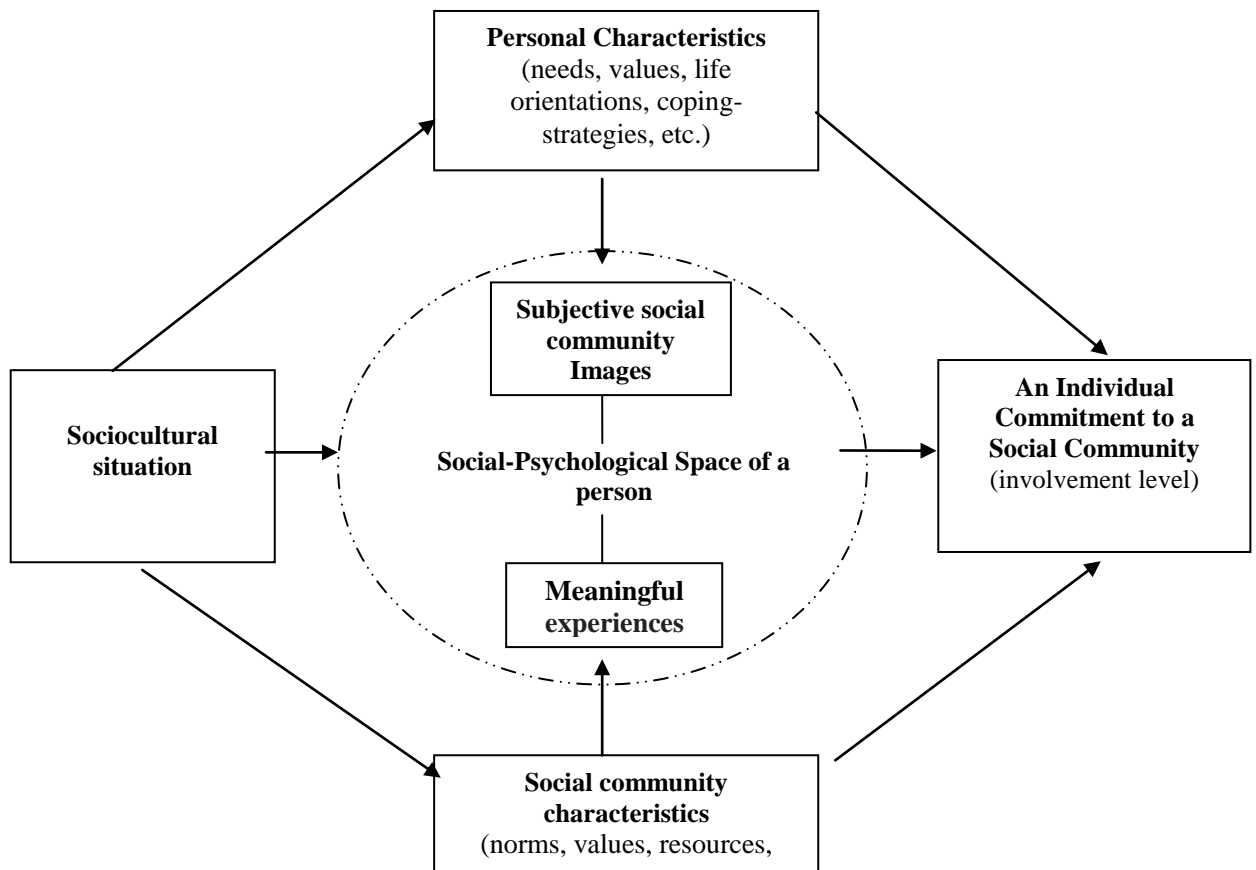 Personal Characteristics
(needs, values, life
orientations, coping-
strategies, etc.)
Subjective social
community
Images
Sociocultural
situation
Social-Psychological Space of a
person
An Individual
Commitment to a
Social Community
(involvement level)
Meaningful
experiences
Social community
characteristics
(norms, values, resources,